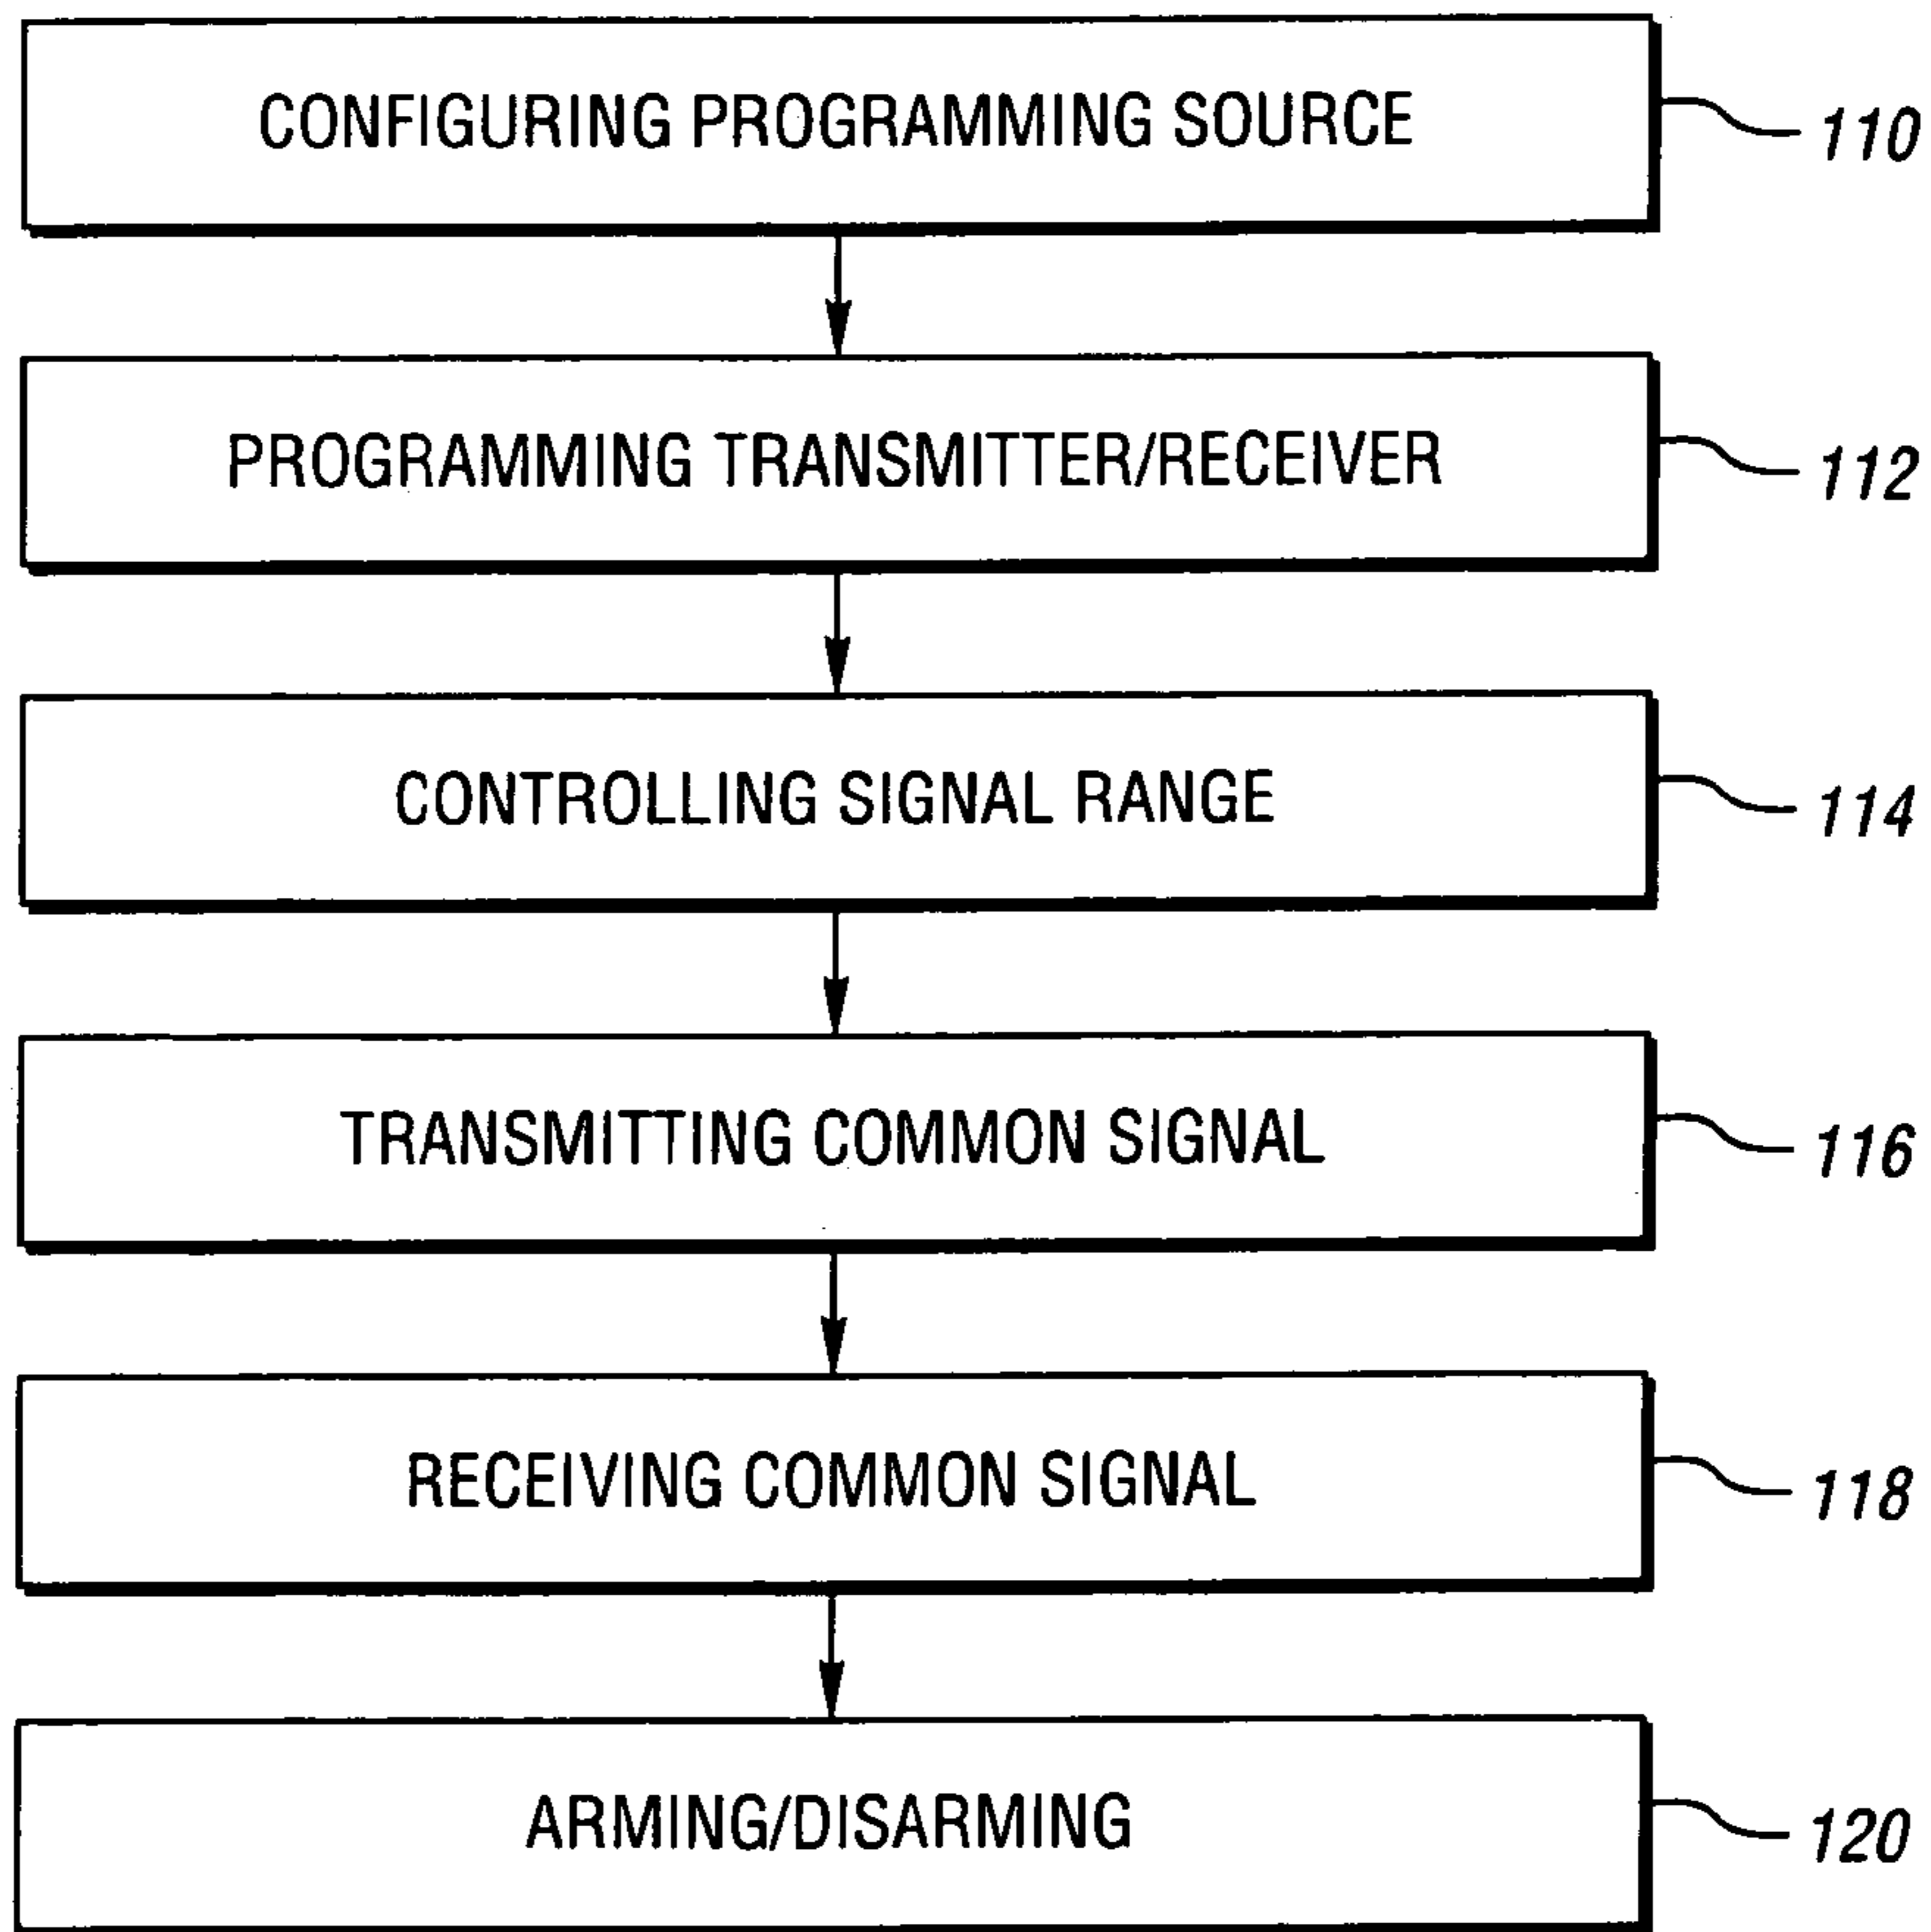 CONFIGURING PROGRAMMING SOURCE
110
PROGRAMMING TRANSMITTER/RECEIVER
112
CONTROLLING SIGNAL RANGE
114
TRANSMITTING COMMON SIGNAL
116
RECEIVING COMMON SIGNAL
118
ARMING/DISARMING
120